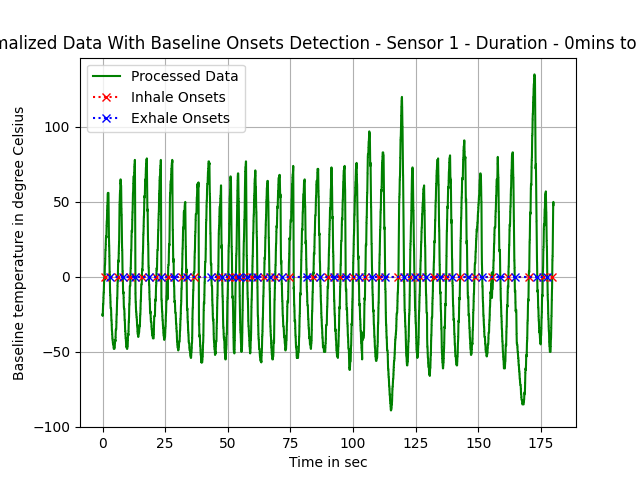 malized Data With Baseline Onsets Detection - Sensor 1 - Duration - 0mins to
Processed Data
Inhale Onsets
Exhale Onsets
Baseline temperature in degree Celsius
100
50
0
−50
−100
0 25 50 75 100 125 150 175
Time in sec